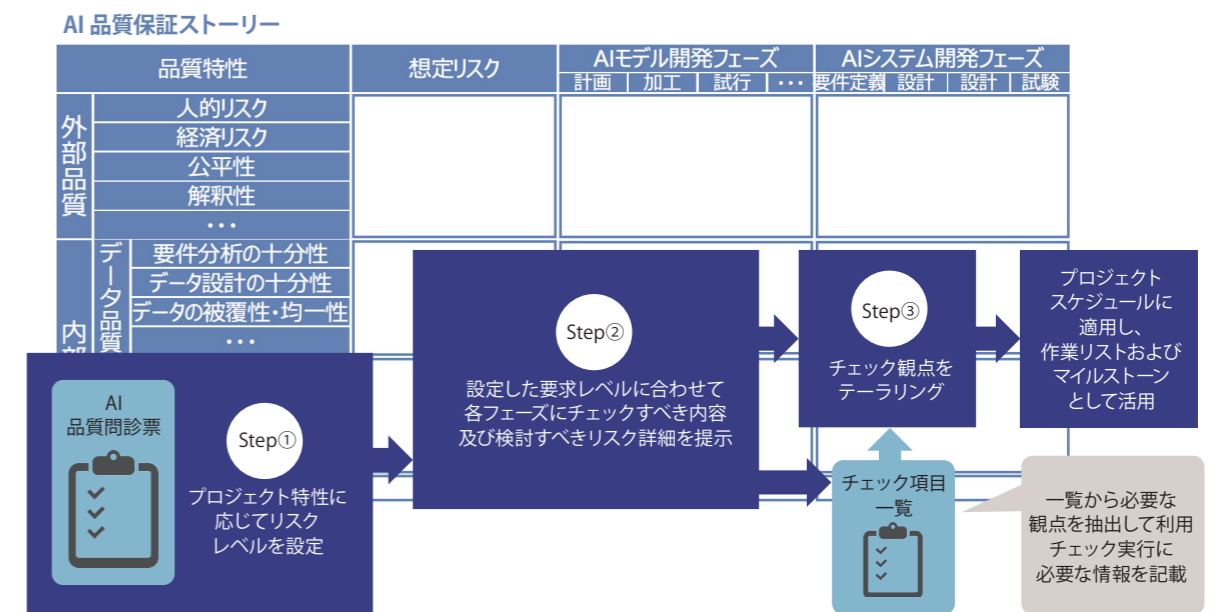 AI 品質保証ストーリー
品質特性
想定リスク
AIモデル開発フェーズ
計画
加工
試行
・・・
AIシステム開発フェーズ
要件定義
設計
設計
試験
外部品質
人的リスク
経済リスク
公平性
解釈性
・・・
内部
データ品質
要件分析の十分性
データ設計の十分性
データの被覆性・均一性
・・・
AI
品質問診票
Step①
プロジェクト特性に
応じてリスク
レベルを設定
Step②
設定した要求レベルに合わせて
各フェーズにチェックすべき内容
及び検討すべきリスク詳細を提示
Step③
チェック観点を
テーラリング
チェック項目
一覧
プロジェクト
スケジュールに
適用し、
作業リストおよび
マイルストーン
として活用
一覧から必要な
観点を抽出して利用
チェック実行に
必要な情報を記載